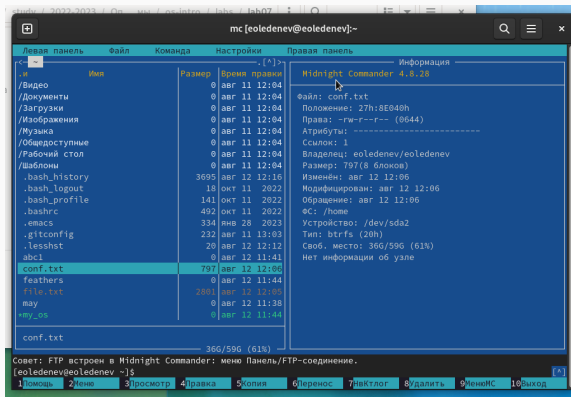 study / 2022-2023 / Оп... мы / os-intro / labs / lab07
mc [eoledenev@eoledenev]:~
Левая панель Файл Команда Настройки Правая панель
.[^]>
Информация
.и Имя Размер Время правки
Midnight Commander 4.8.28
/Видео 0 авг 11 12:04
/Документы 0 авг 11 12:04
Файл: conf.txt
/Загрузки 0 авг 11 12:04
Положение: 27h:8E040h
/Изображения 0 авг 11 12:04
Права: -rw-r--r-- (0644)
/Музыка 0 авг 11 12:04
Атрибуты: ------------------------
/Общедоступные 0 авг 11 12:04
Ссылок: 1
/Рабочий стол 0 авг 11 12:04
Владелец: eoledenev/eoledenev
/Шаблоны 0 авг 11 12:04
Размер: 797(8 блоков)
.bash_history 3695 авг 12 12:16
Изменён: авг 12 12:06
.bash_logout 18 окт 11 2022
Модифицирован: авг 12 12:06
.bash_profile 141 окт 11 2022
Обращение: авг 12 12:06
.bashrc 492 окт 11 2022
ФС: /home
.emacs 334 янв 28 2023
Устройство: /dev/sda2
.gitconfig 232 авг 11 13:03
Тип: btrfs (20h)
.lesshst 20 авг 12 12:12
Своб. место: 36G/59G (61%)
abc1 0 авг 12 11:41
Нет информации об узле
conf.txt 797 авг 12 12:06
feathers 0 авг 12 11:44
file.txt 2801 авг 12 12:05
may 0 авг 12 11:38
*my_os 0 авг 12 11:44
conf.txt
36G/59G (61%)
Совет: FTP встроен в Midnight Commander: меню Панель/FTP-соединение.
[eoledenev@eoledenev ~]$ [^]
1Помощь 2Меню 3Просмотр 4Правка 5Копия 6Перенос 7НвКтлог 8Удалить 9МенюMC 10Выход